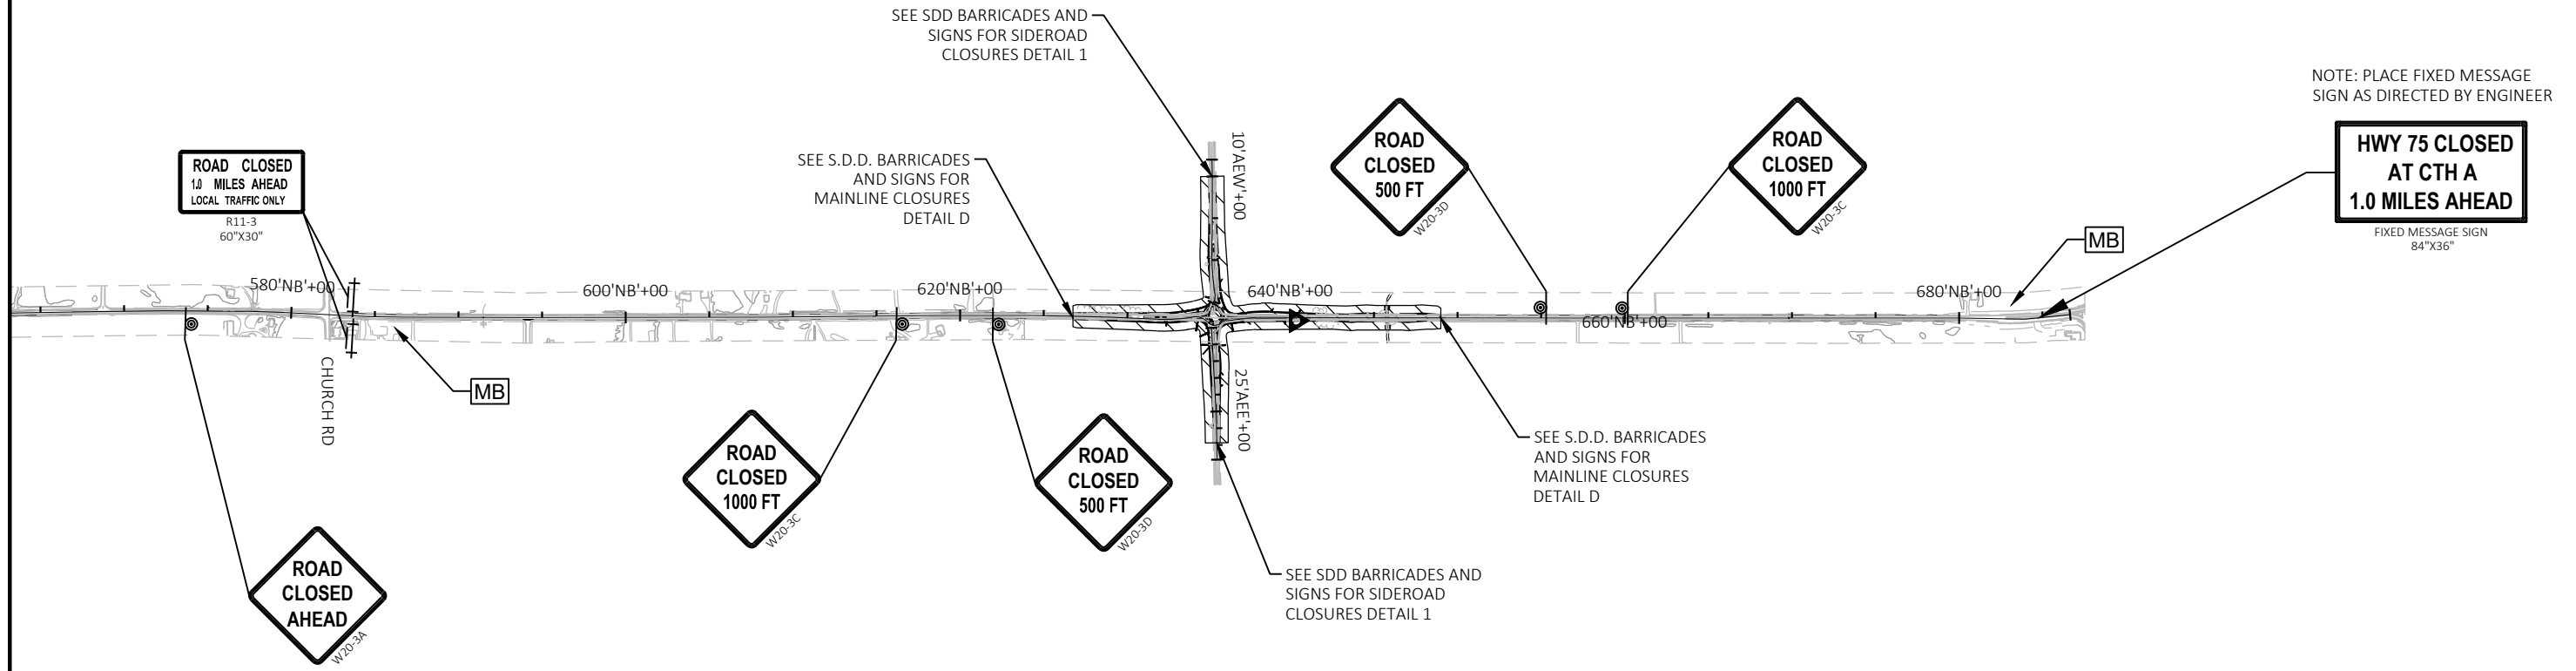 SEE SDD BARRICADES AND
SIGNS FOR SIDEROAD
CLOSURES DETAIL 1
NOTE: PLACE FIXED MESSAGE
SIGN AS DIRECTED BY ENGINEER
HWY 75 CLOSED
AT CTH A
1.0 MILES AHEAD
FIXED MESSAGE SIGN
84"X36"
ROAD CLOSED
1.0 MILES AHEAD
LOCAL TRAFFIC ONLY
R11-3
60"X30"
SEE S.D.D. BARRICADES
AND SIGNS FOR
MAINLINE CLOSURES
DETAIL D
10'AEW'+00
ROAD
CLOSED
500 FT
W20-3D
ROAD
CLOSED
1000 FT
W20-3C
MB
580'NB'+00
600'NB'+00
620'NB'+00
640'NB'+00
660'NB'+00
680'NB'+00
CHURCH RD
MB
25'AEE'+00
ROAD
CLOSED
1000 FT
W20-3C
ROAD
CLOSED
500 FT
W20-3D
SEE S.D.D. BARRICADES
AND SIGNS FOR
MAINLINE CLOSURES
DETAIL D
ROAD
CLOSED
AHEAD
W20-3A
SEE SDD BARRICADES AND
SIGNS FOR SIDEROAD
CLOSURES DETAIL 1